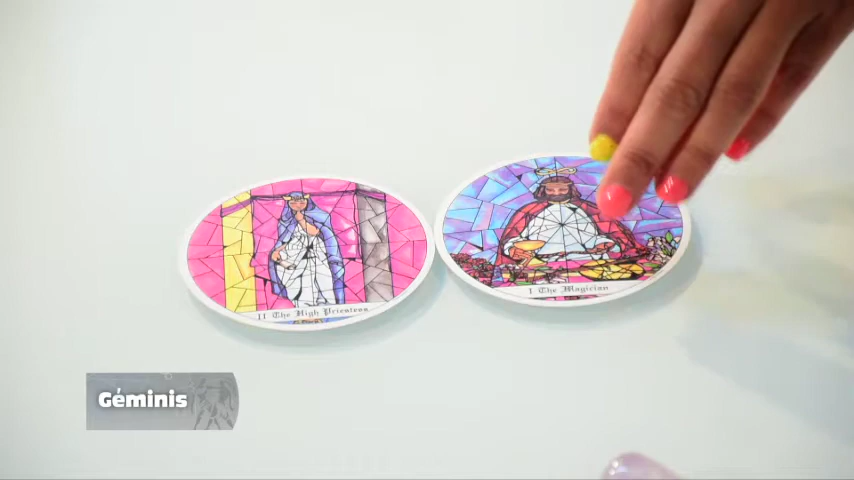 II The High Priestess
I The Magician
Géminis